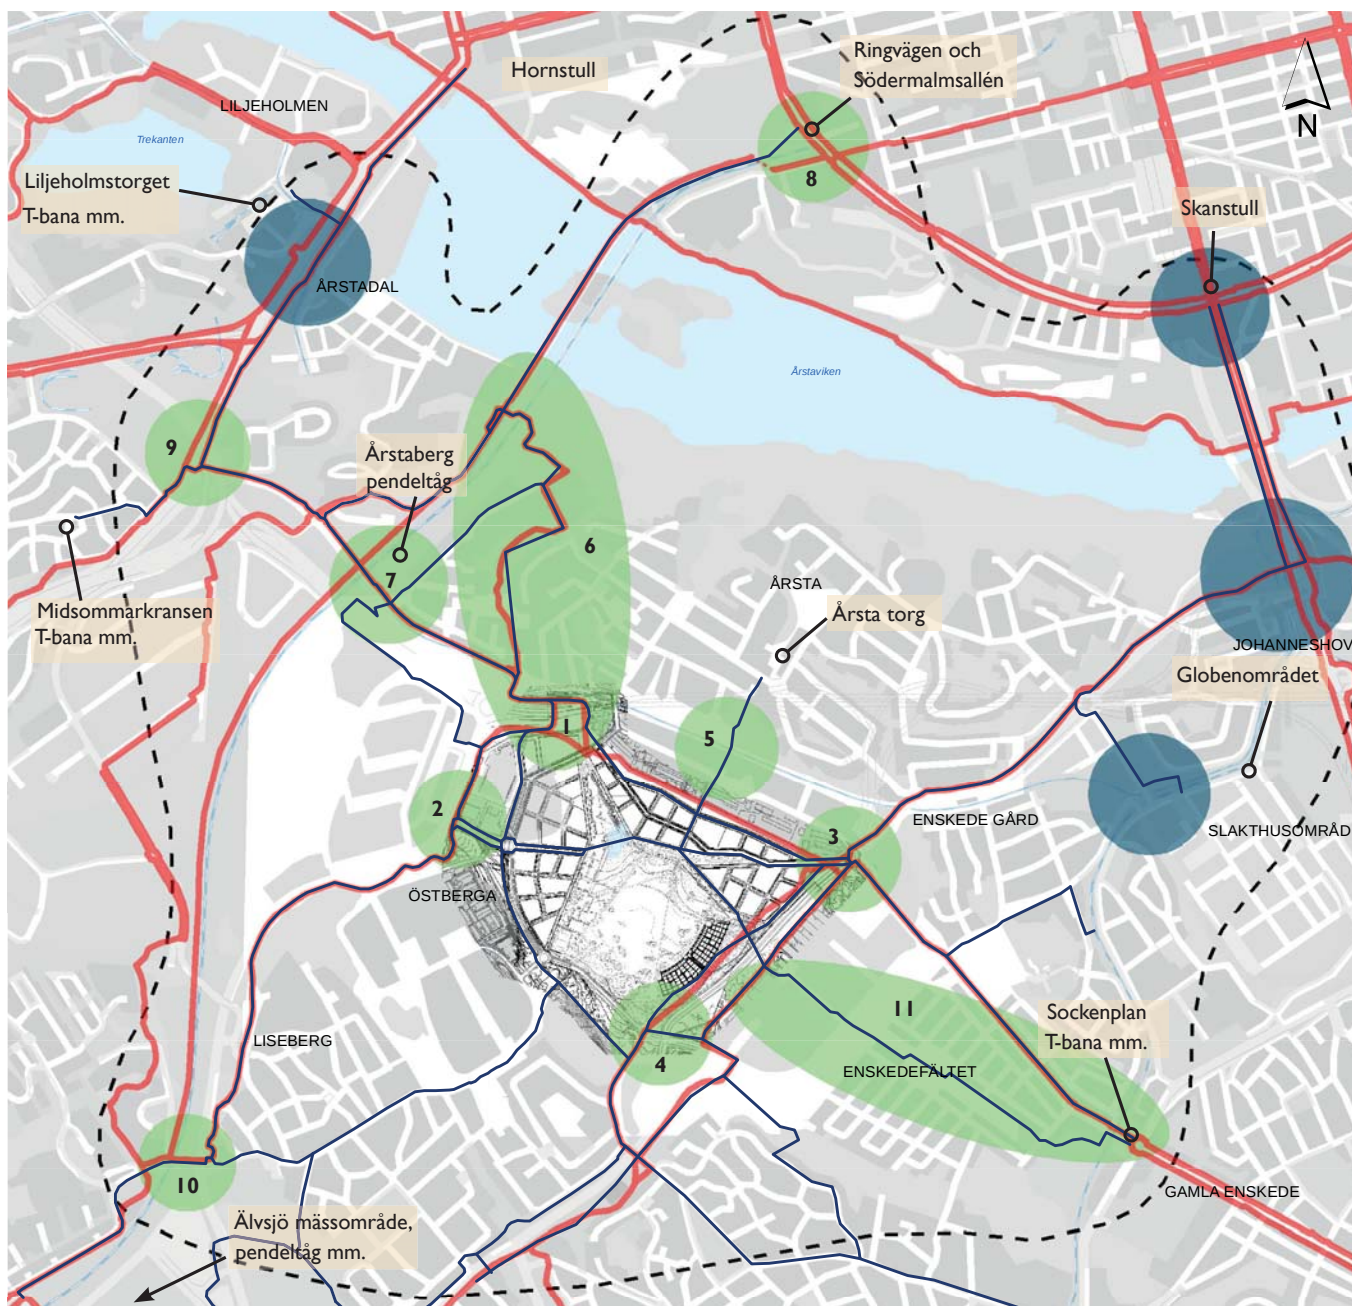 Ringvägen och
Södermalmsallén
Hornstull
LILJEHOLMEN
N
Trekanten
Liljeholmstorget
T-bana mm.
8
Skanstull
ÅRSTADAL
Årstaviken
9
Årstaberg
pendeltåg
6
7
ÅRSTA
Midsommarkransen
T-bana mm.
Årsta torg
JOHANNESHOV
Globenområdet
1
5
2
3
ENSKEDE GÅRD
SLAKTHUSOMRÅD
ÖSTBERGA
11
Sockenplan
T-bana mm.
LISEBERG
4
ENSKEDEFÄLTET
10
GAMLA ENSKEDE
Älvsjö mässområde,
pendeltåg mm.